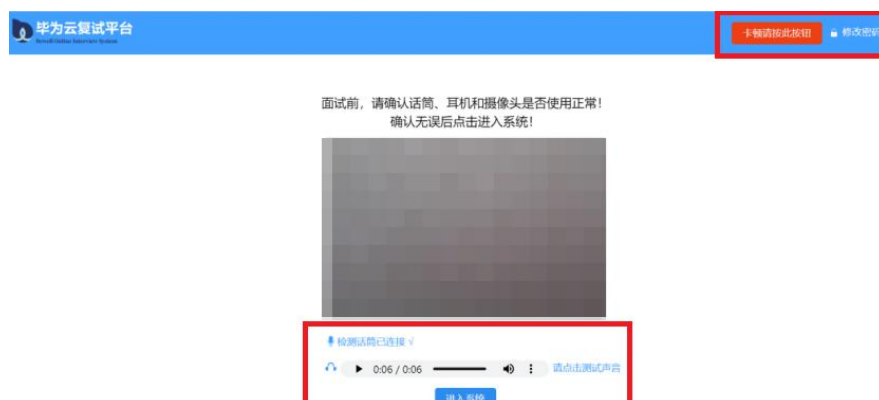 毕为云复试平台
卡顿请按此按钮
修改密码
面试前，请确认话筒、耳机和摄像头是否使用正常！
确认无误后点击进入系统！
检测话筒已连接√
0:06 / 0:06
请点击测试声音
进入系统